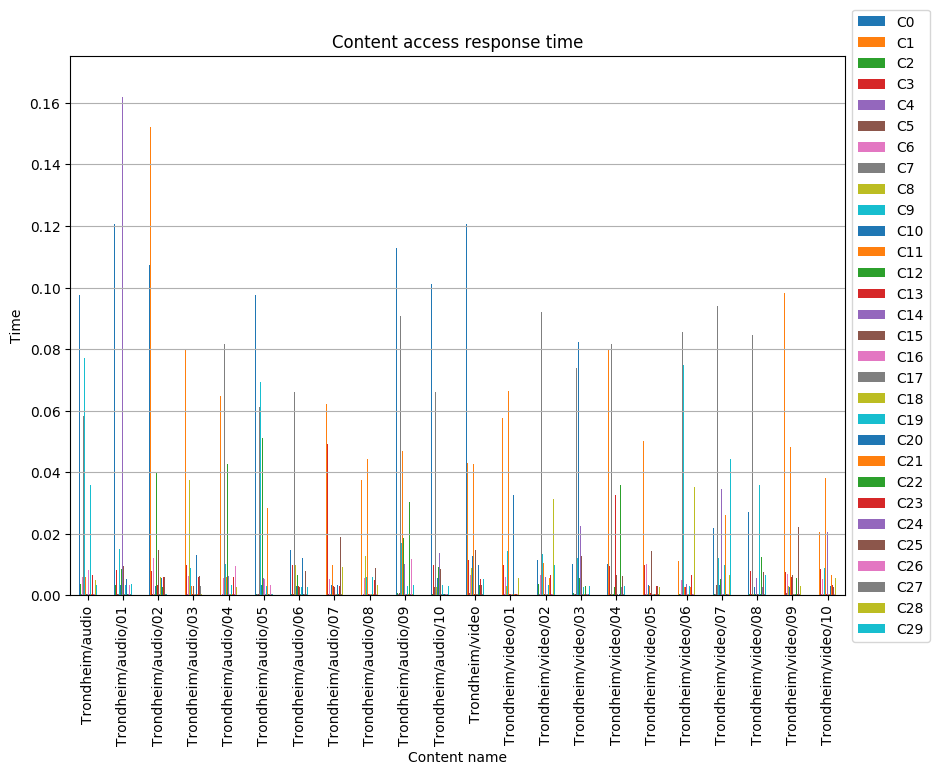 Content access response time
Time
0.16
0.14
0.12
0.10
0.08
0.06
0.04
0.02
0.00
Trondheim/audio
Trondheim/audio/01
Trondheim/audio/02
Trondheim/audio/03
Trondheim/audio/04
Trondheim/audio/05
Trondheim/audio/06
Trondheim/audio/07
Trondheim/audio/08
Trondheim/audio/09
Trondheim/audio/10
Trondheim/video
Trondheim/video/01
Trondheim/video/02
Trondheim/video/03
Trondheim/video/04
Trondheim/video/05
Trondheim/video/06
Trondheim/video/07
Trondheim/video/08
Trondheim/video/09
Trondheim/video/10
Content name
C0
C1
C2
C3
C4
C5
C6
C7
C8
C9
C10
C11
C12
C13
C14
C15
C16
C17
C18
C19
C20
C21
C22
C23
C24
C25
C26
C27
C28
C29